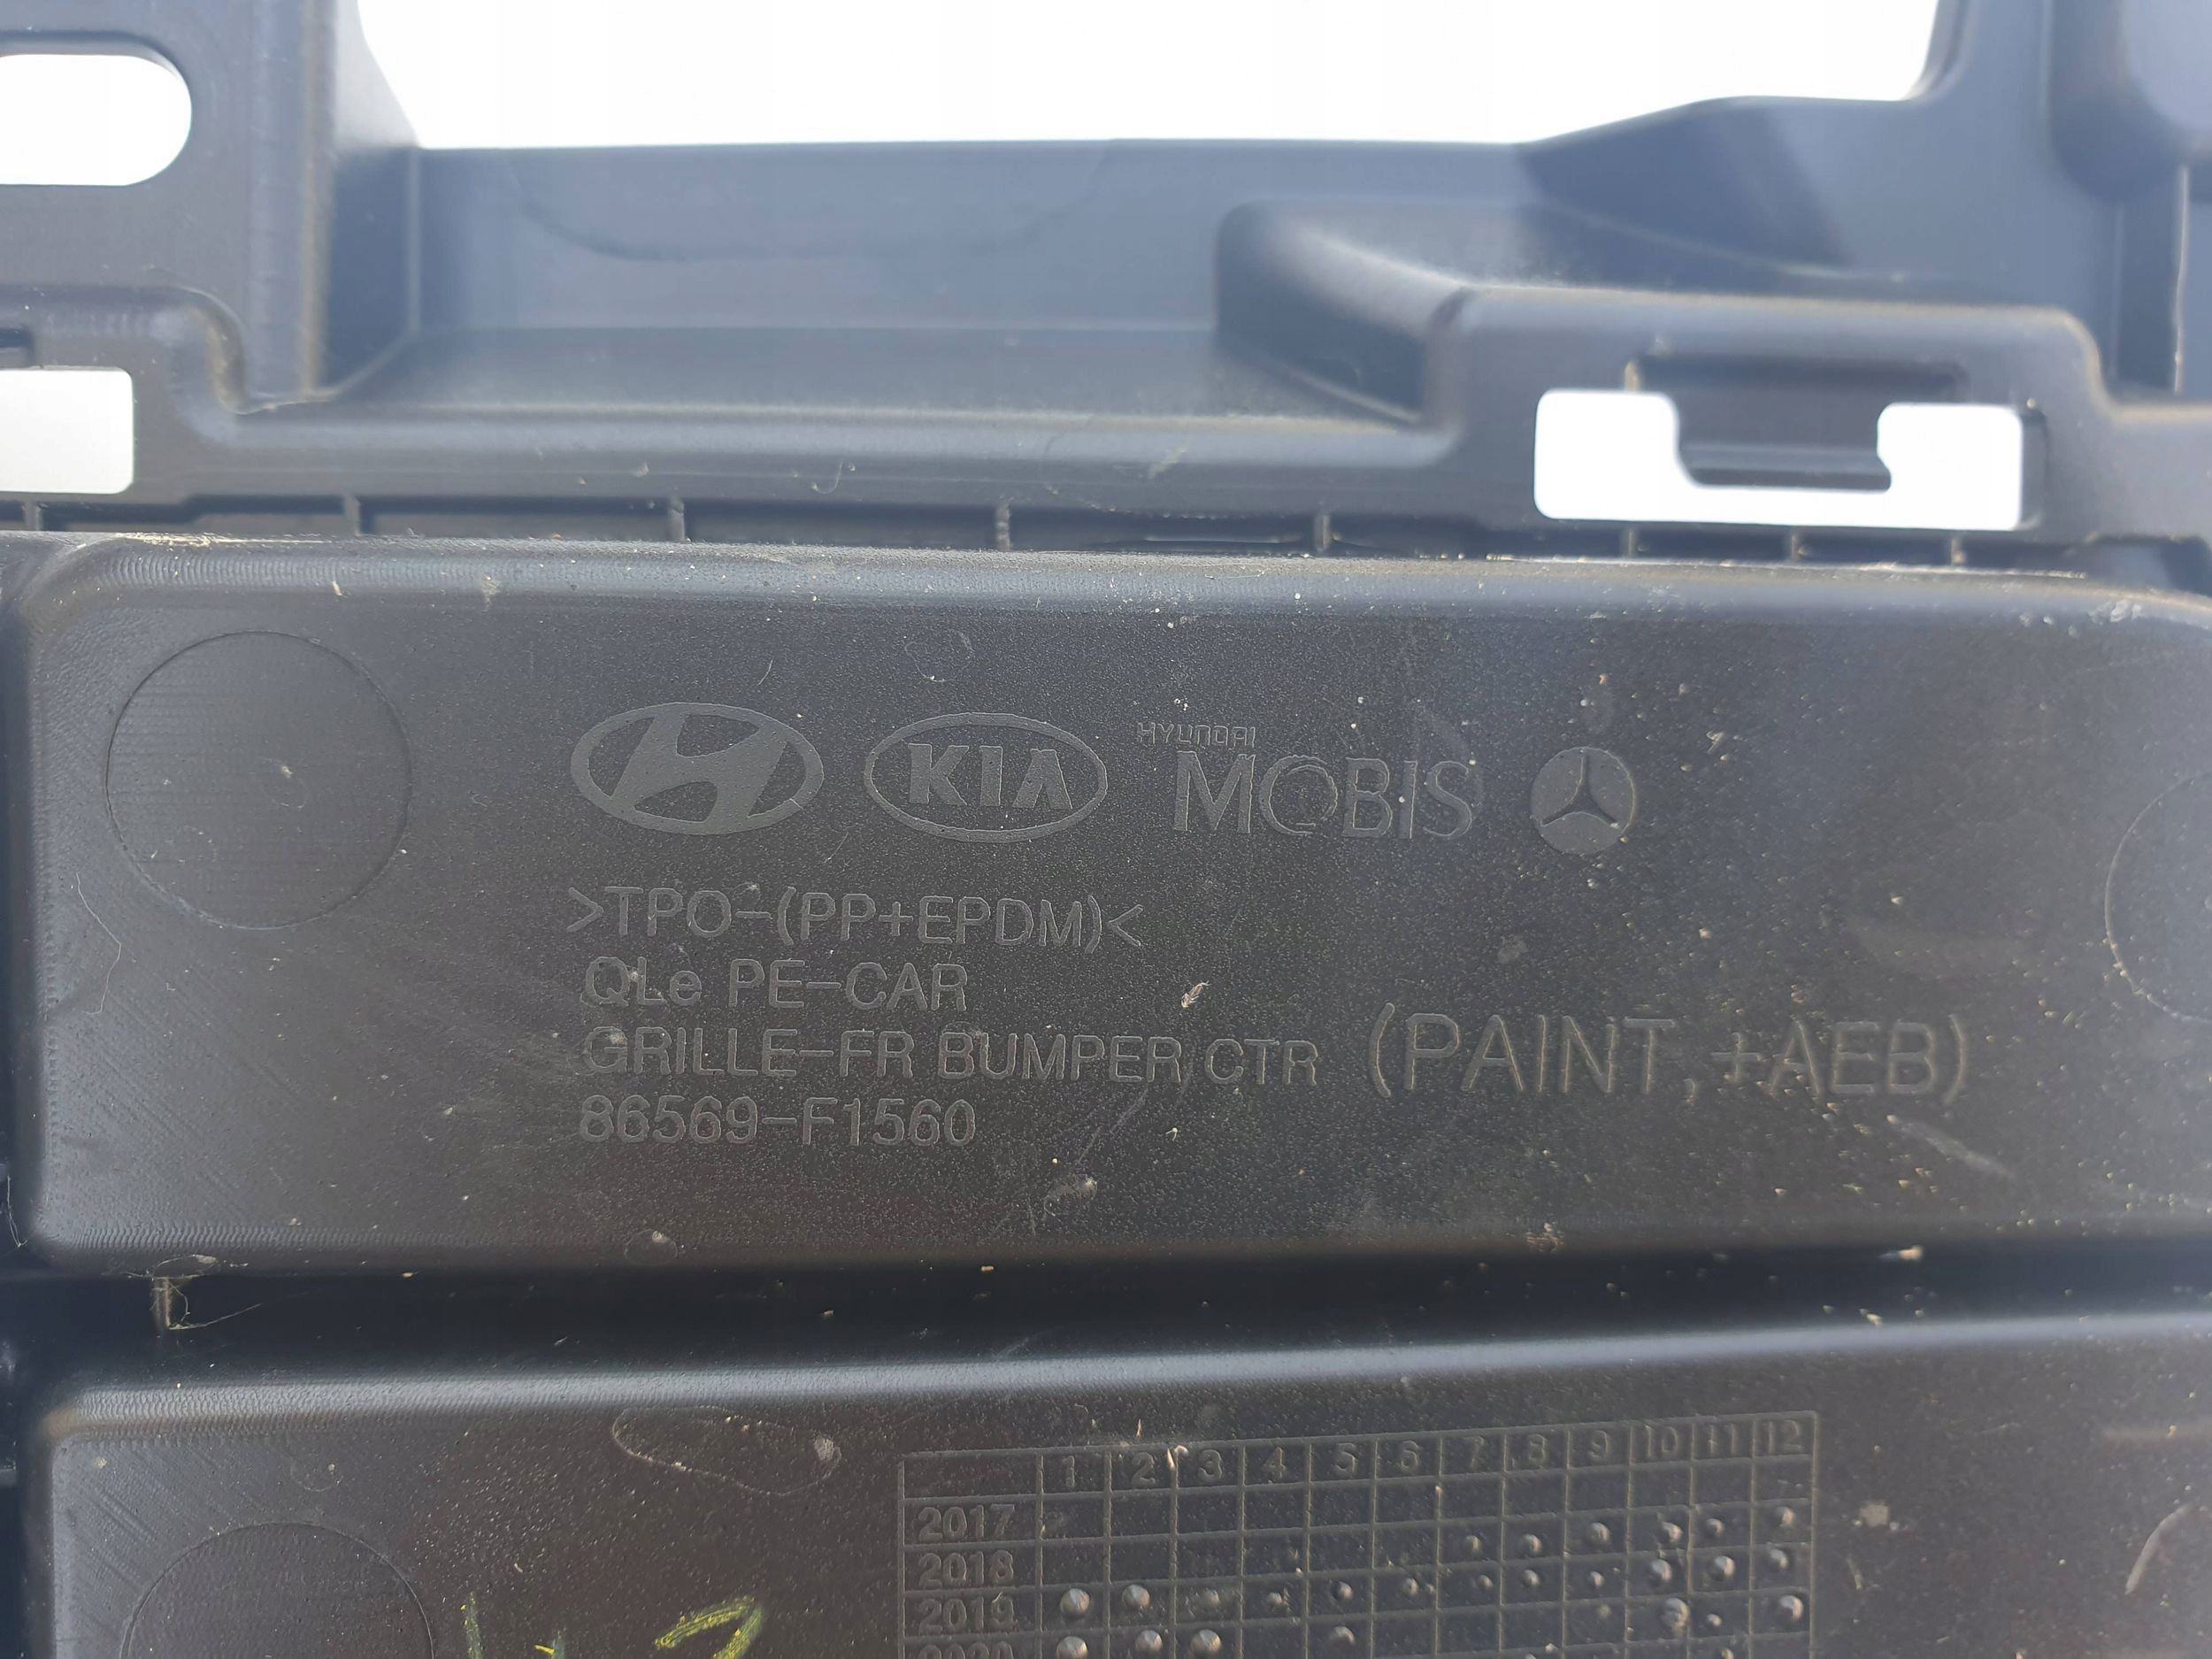 KIA HYUNDAI MOBIS
>TPO-(PP+EPDM)<
QLe PE-CAR
GRILLE-FR BUMPER/CTR (PAINT,+AEB)
86569-F1560
1 2 3 4 5 6 7 8 9 10 11 12
2017
2018
2019
2020